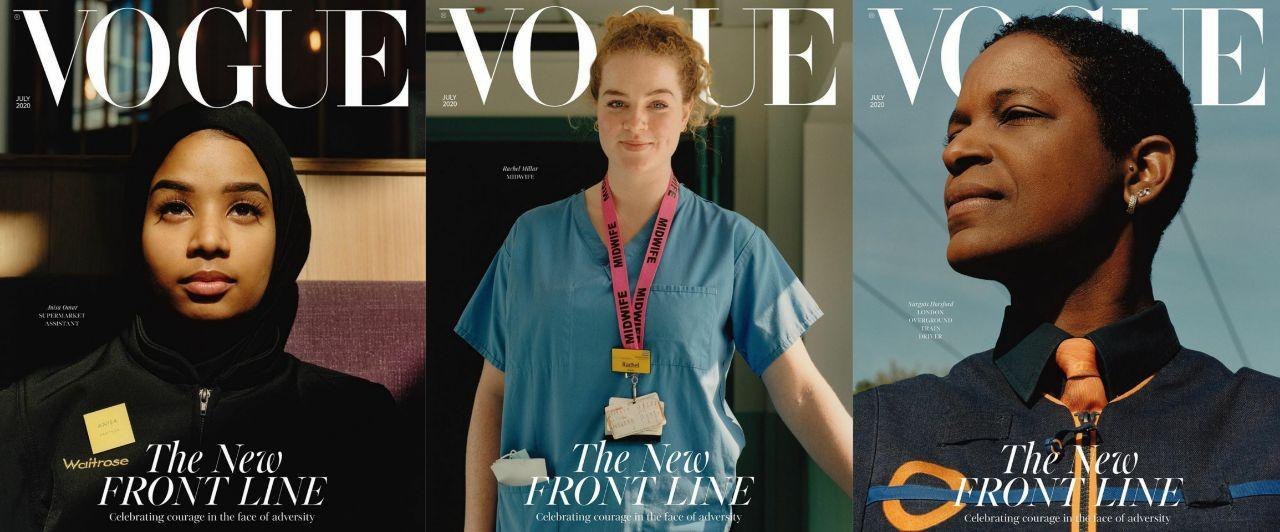 VOGUE
JULY
2020
Anisa Omar
SUPERMARKET
ASSISTANT
ANISA
Waitrose
The New
FRONT LINE
Celebrating courage in the face of adversity
VOGUE
JULY
2020
Rachel Millar
MIDWIFE
MIDWIFE
MIDWIFE
MIDWIFE
MIDWIFE
Rachel
The New
FRONT LINE
Celebrating courage in the face of adversity
VOGUE
JULY
2020
Narguis Horsford
LONDON
OVERGROUND
TRAIN
DRIVER
The New
FRONT LINE
Celebrating courage in the face of adversity